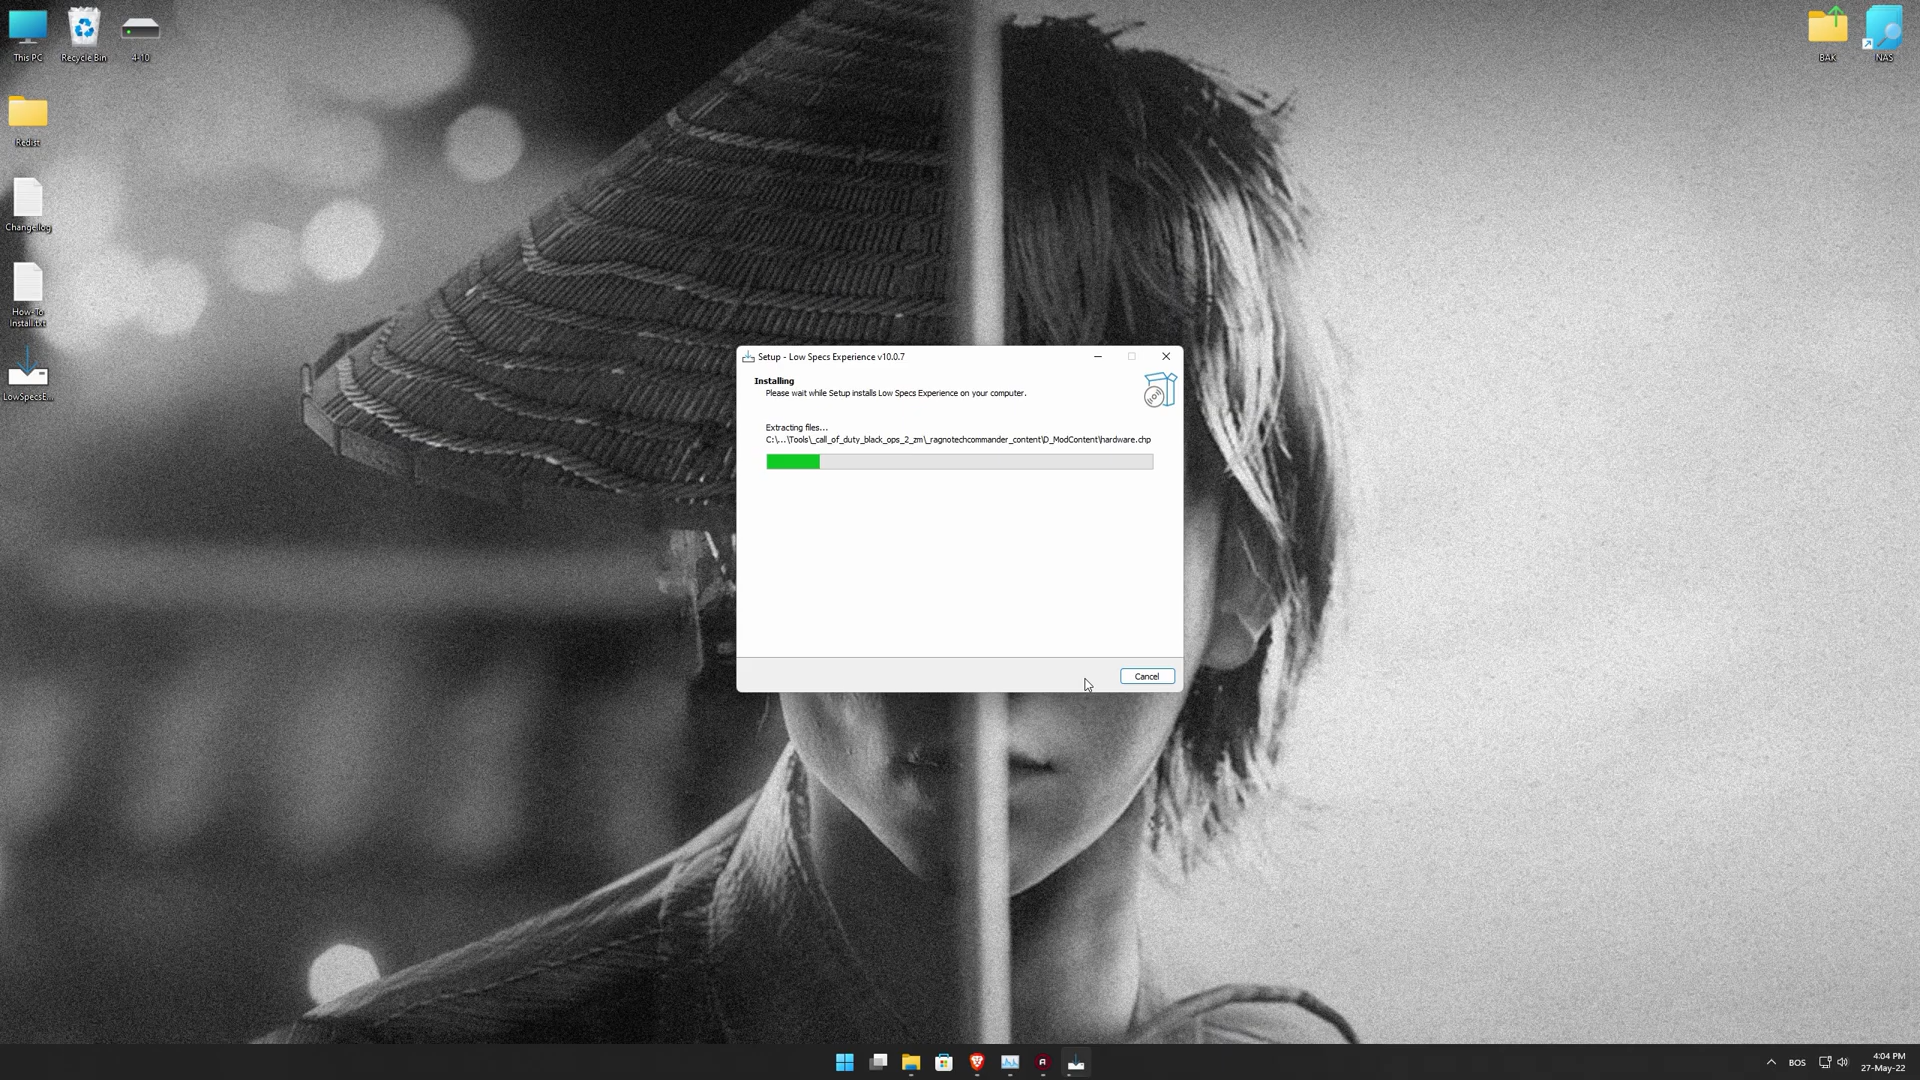 This PC
Recycle Bin
4-10
BAK
NAS
Redist
Changellog
How-To
Install.txt
LowSpecsE...
Setup - Low Specs Experience v10.0.7
Installing
Please wait while Setup installs Low Specs Experience on your computer.
Extracting files...
C:\...\Tools\_call_of_duty_black_ops_2_zm\_ragnotechcommander_content\D_ModContent\hardware.chp
Cancel
BOS
4:04 PM
27-May-22